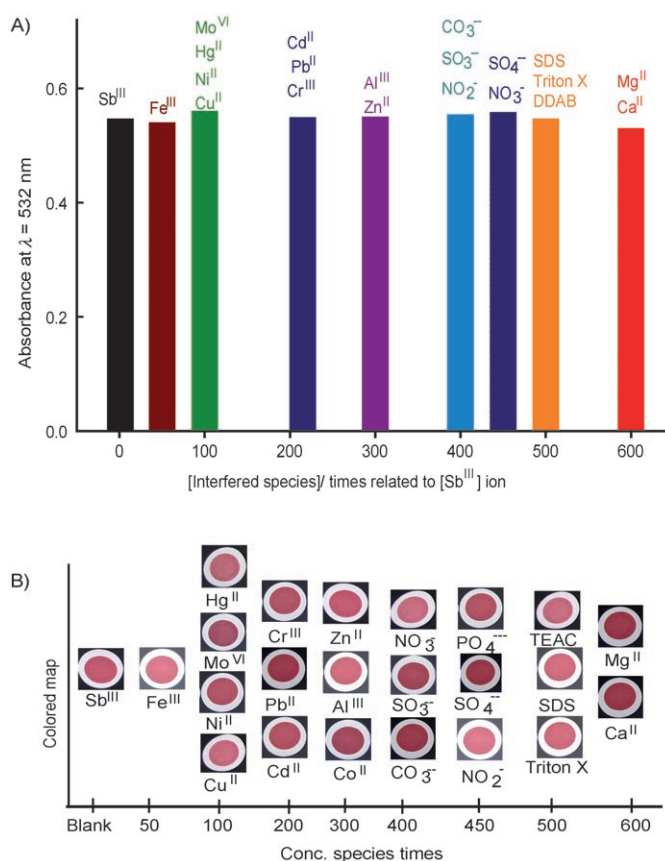 A)
Absorbance at λ = 532 nm
0.6
0.4
0.2
0.0
Sb^III
Fe^III
Mo^VI
Hg^II
Ni^II
Cu^II
Cd^II
Pb^II
Cr^III
Al^III
Zn^II
CO3^--
SO3^--
NO2^-
SO4^--
NO3^-
SDS
Triton X
DDAB
Mg^II
Ca^II
0 100 200 300 400 500 600
[Interfered species]/ times related to [Sb^III] ion
B)
Colored map
Sb^III
Fe^III
Hg^II
Mo^VI
Ni^II
Cu^II
Cr^III
Pb^II
Cd^II
Zn^II
Al^III
Co^II
NO3^-
SO3^--
CO3^--
PO4^---
SO4^--
NO2^-
TEAC
SDS
Triton X
Mg^II
Ca^II
Blank 50 100 200 300 400 450 500 600
Conc. species times